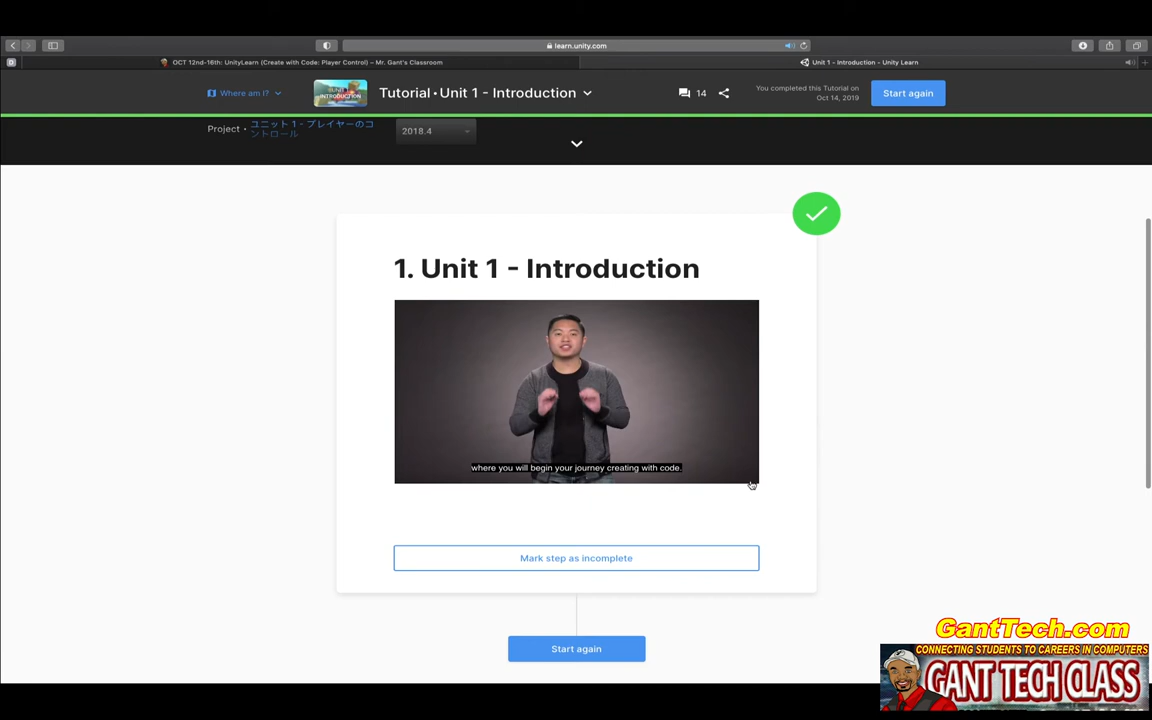 learn.unity.com
OCT 12nd-16th: UnityLearn (Create with Code: Player Control) – Mr. Gant's Classroom
Unit 1 - Introduction - Unity Learn
Where am I?
UNIT 1
INTRODUCTION
Tutorial • Unit 1 - Introduction
14
You completed this Tutorial on
Oct 14, 2019
Start again
Project •
ユニット 1 - プレイヤーのコ
ントロール
2018.4
1. Unit 1 - Introduction
where you will begin your journey creating with code.
Mark step as incomplete
Start again
GantTech.com
CONNECTING STUDENTS TO CAREERS IN COMPUTERS
GANT TECH CLASS